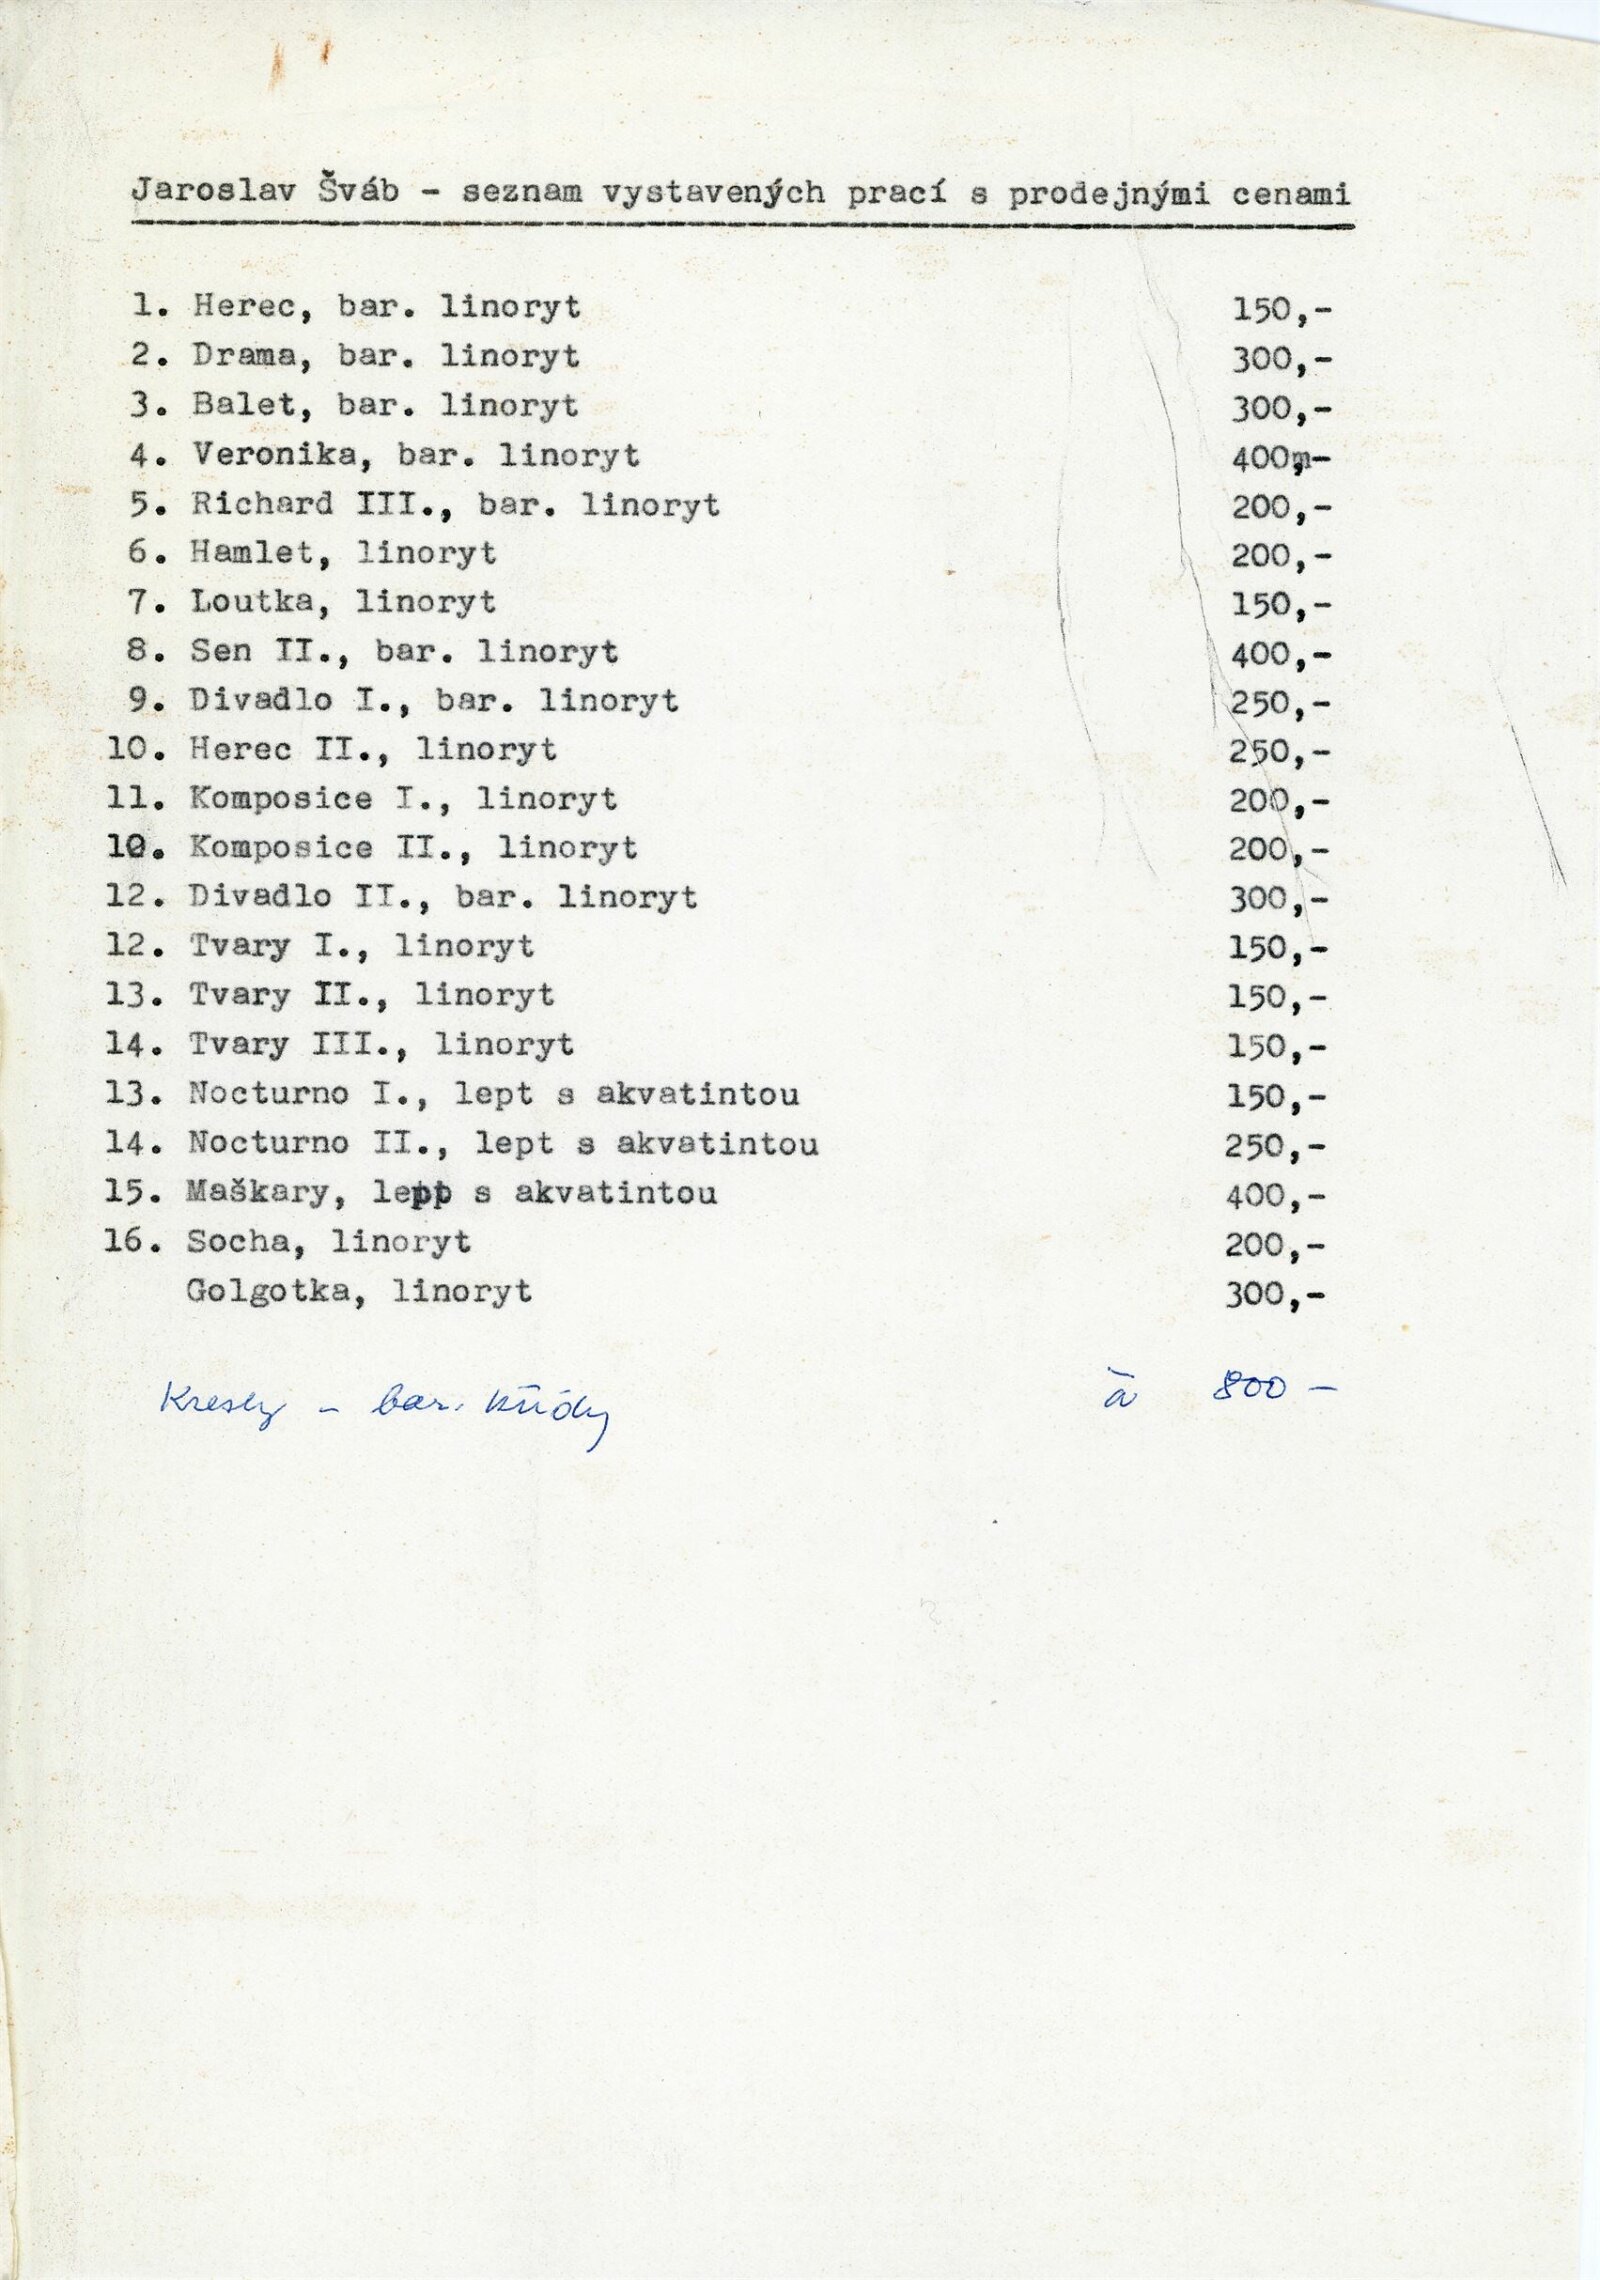 Jaroslav Šváb - seznam vystavených prací s prodejnými cenami
1. Herec, bar. linoryt 150,-
2. Drama, bar. linoryt 300,-
3. Balet, bar. linoryt 300,-
4. Veronika, bar. linoryt 400,-
5. Richard III., bar. linoryt 200,-
6. Hamlet, linoryt 200,-
7. Loutka, linoryt 150,-
8. Sen II., bar. linoryt 400,-
9. Divadlo I., bar. linoryt 250,-
10. Herec II., linoryt 250,-
11. Komposice I., linoryt 200,-
10. Komposice II., linoryt 200,-
12. Divadlo II., bar. linoryt 300,-
12. Tvary I., linoryt 150,-
13. Tvary II., linoryt 150,-
14. Tvary III., linoryt 150,-
13. Nocturno I., lept s akvatintou 150,-
14. Nocturno II., lept s akvatintou 250,-
15. Maškary, lept s akvatintou 400,-
16. Socha, linoryt 200,-
Golgotka, linoryt 300,-
Kresby - bar. křídy à 800 -